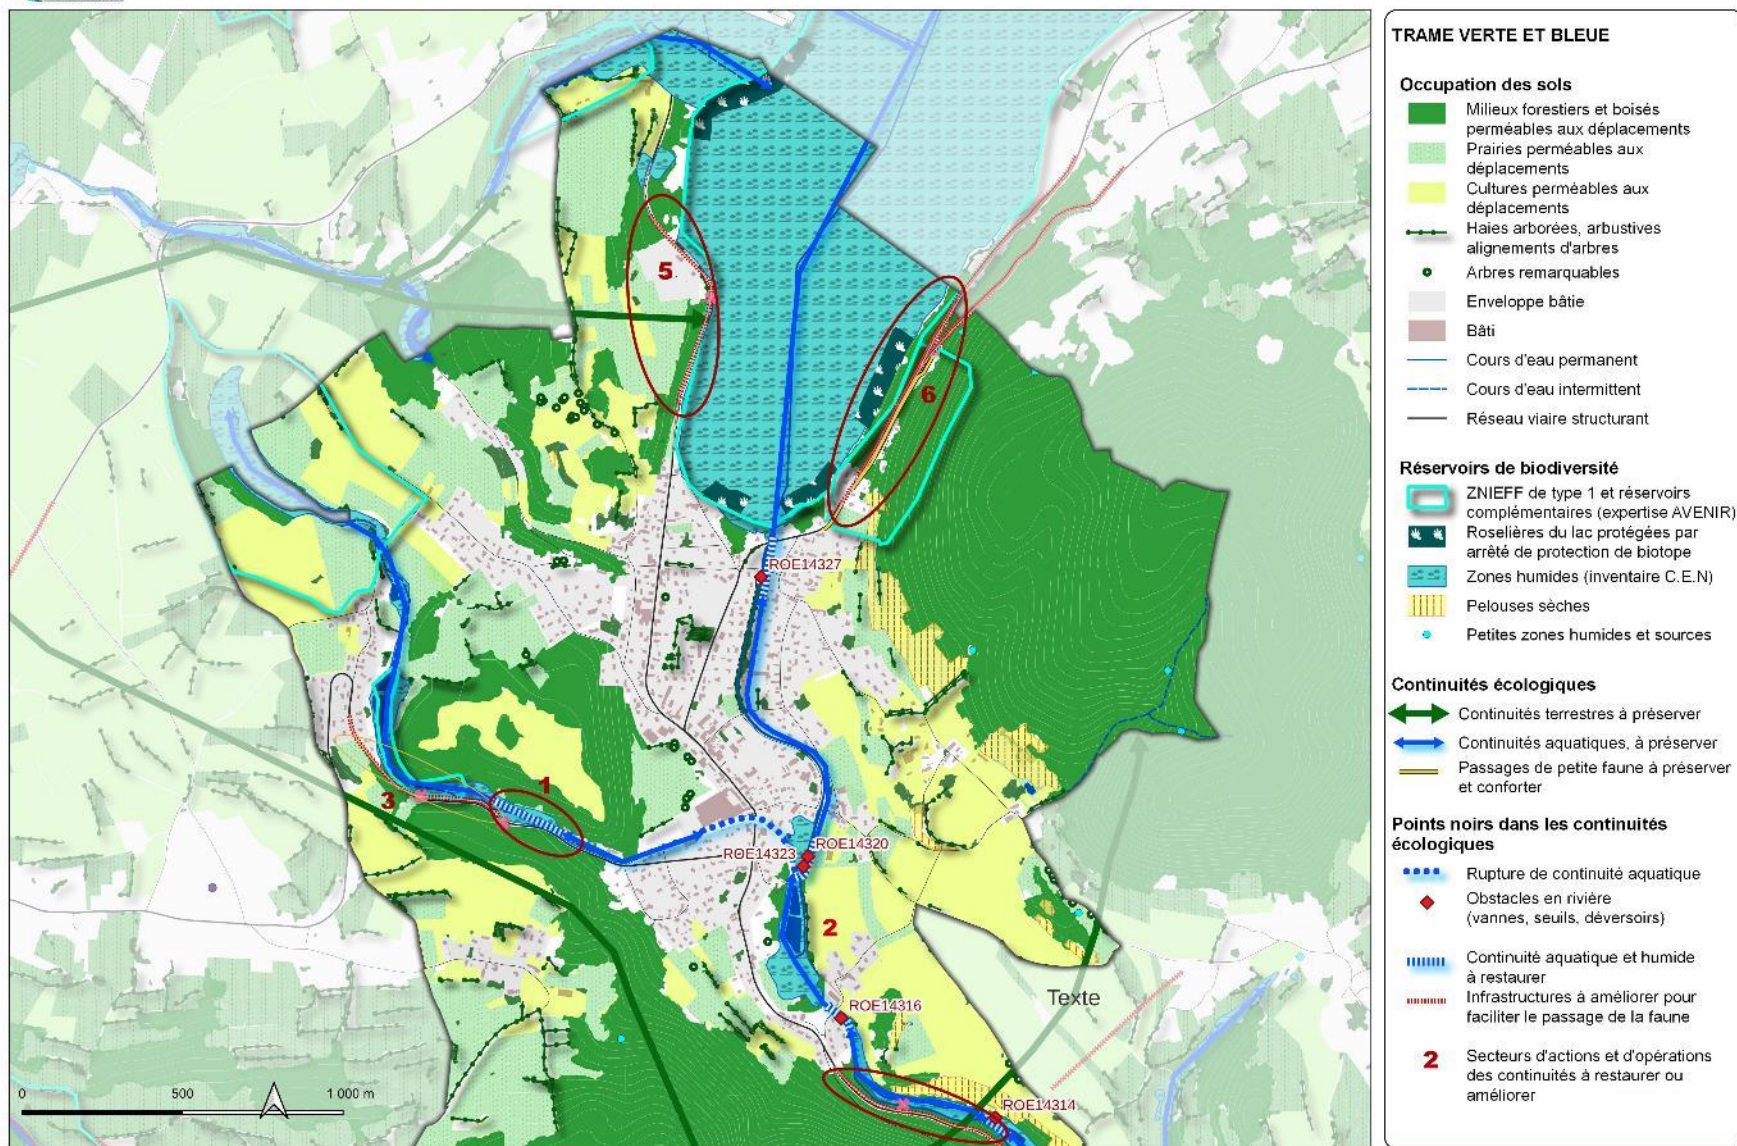 5
6
ROE14327
1
3
ROE14320
ROE14323
2
ROE14316
Texte
ROE14314
0 500 1 000 m
TRAME VERTE ET BLEUE
Occupation des sols
Milieux forestiers et boisés
perméables aux déplacements
Prairies perméables aux
déplacements
Cultures perméables aux
déplacements
Haies arborées, arbustives
alignements d'arbres
Arbres remarquables
Enveloppe bâtie
Bâti
Cours d'eau permanent
Cours d'eau intermittent
Réseau viaire structurant
Réservoirs de biodiversité
ZNIEFF de type 1 et réservoirs
complémentaires (expertise AVENIR)
Roselières du lac protégées par
arrêté de protection de biotope
Zones humides (inventaire C.E.N)
Pelouses sèches
Petites zones humides et sources
Continuités écologiques
Continuités terrestres à préserver
Continuités aquatiques, à préserver
Passages de petite faune à préserver
et conforter
Points noirs dans les continuités
écologiques
Rupture de continuité aquatique
Obstacles en rivière
(vannes, seuils, déversoirs)
Continuité aquatique et humide
à restaurer
Infrastructures à améliorer pour
faciliter le passage de la faune
2
Secteurs d'actions et d'opérations
des continuités à restaurer ou
améliorer